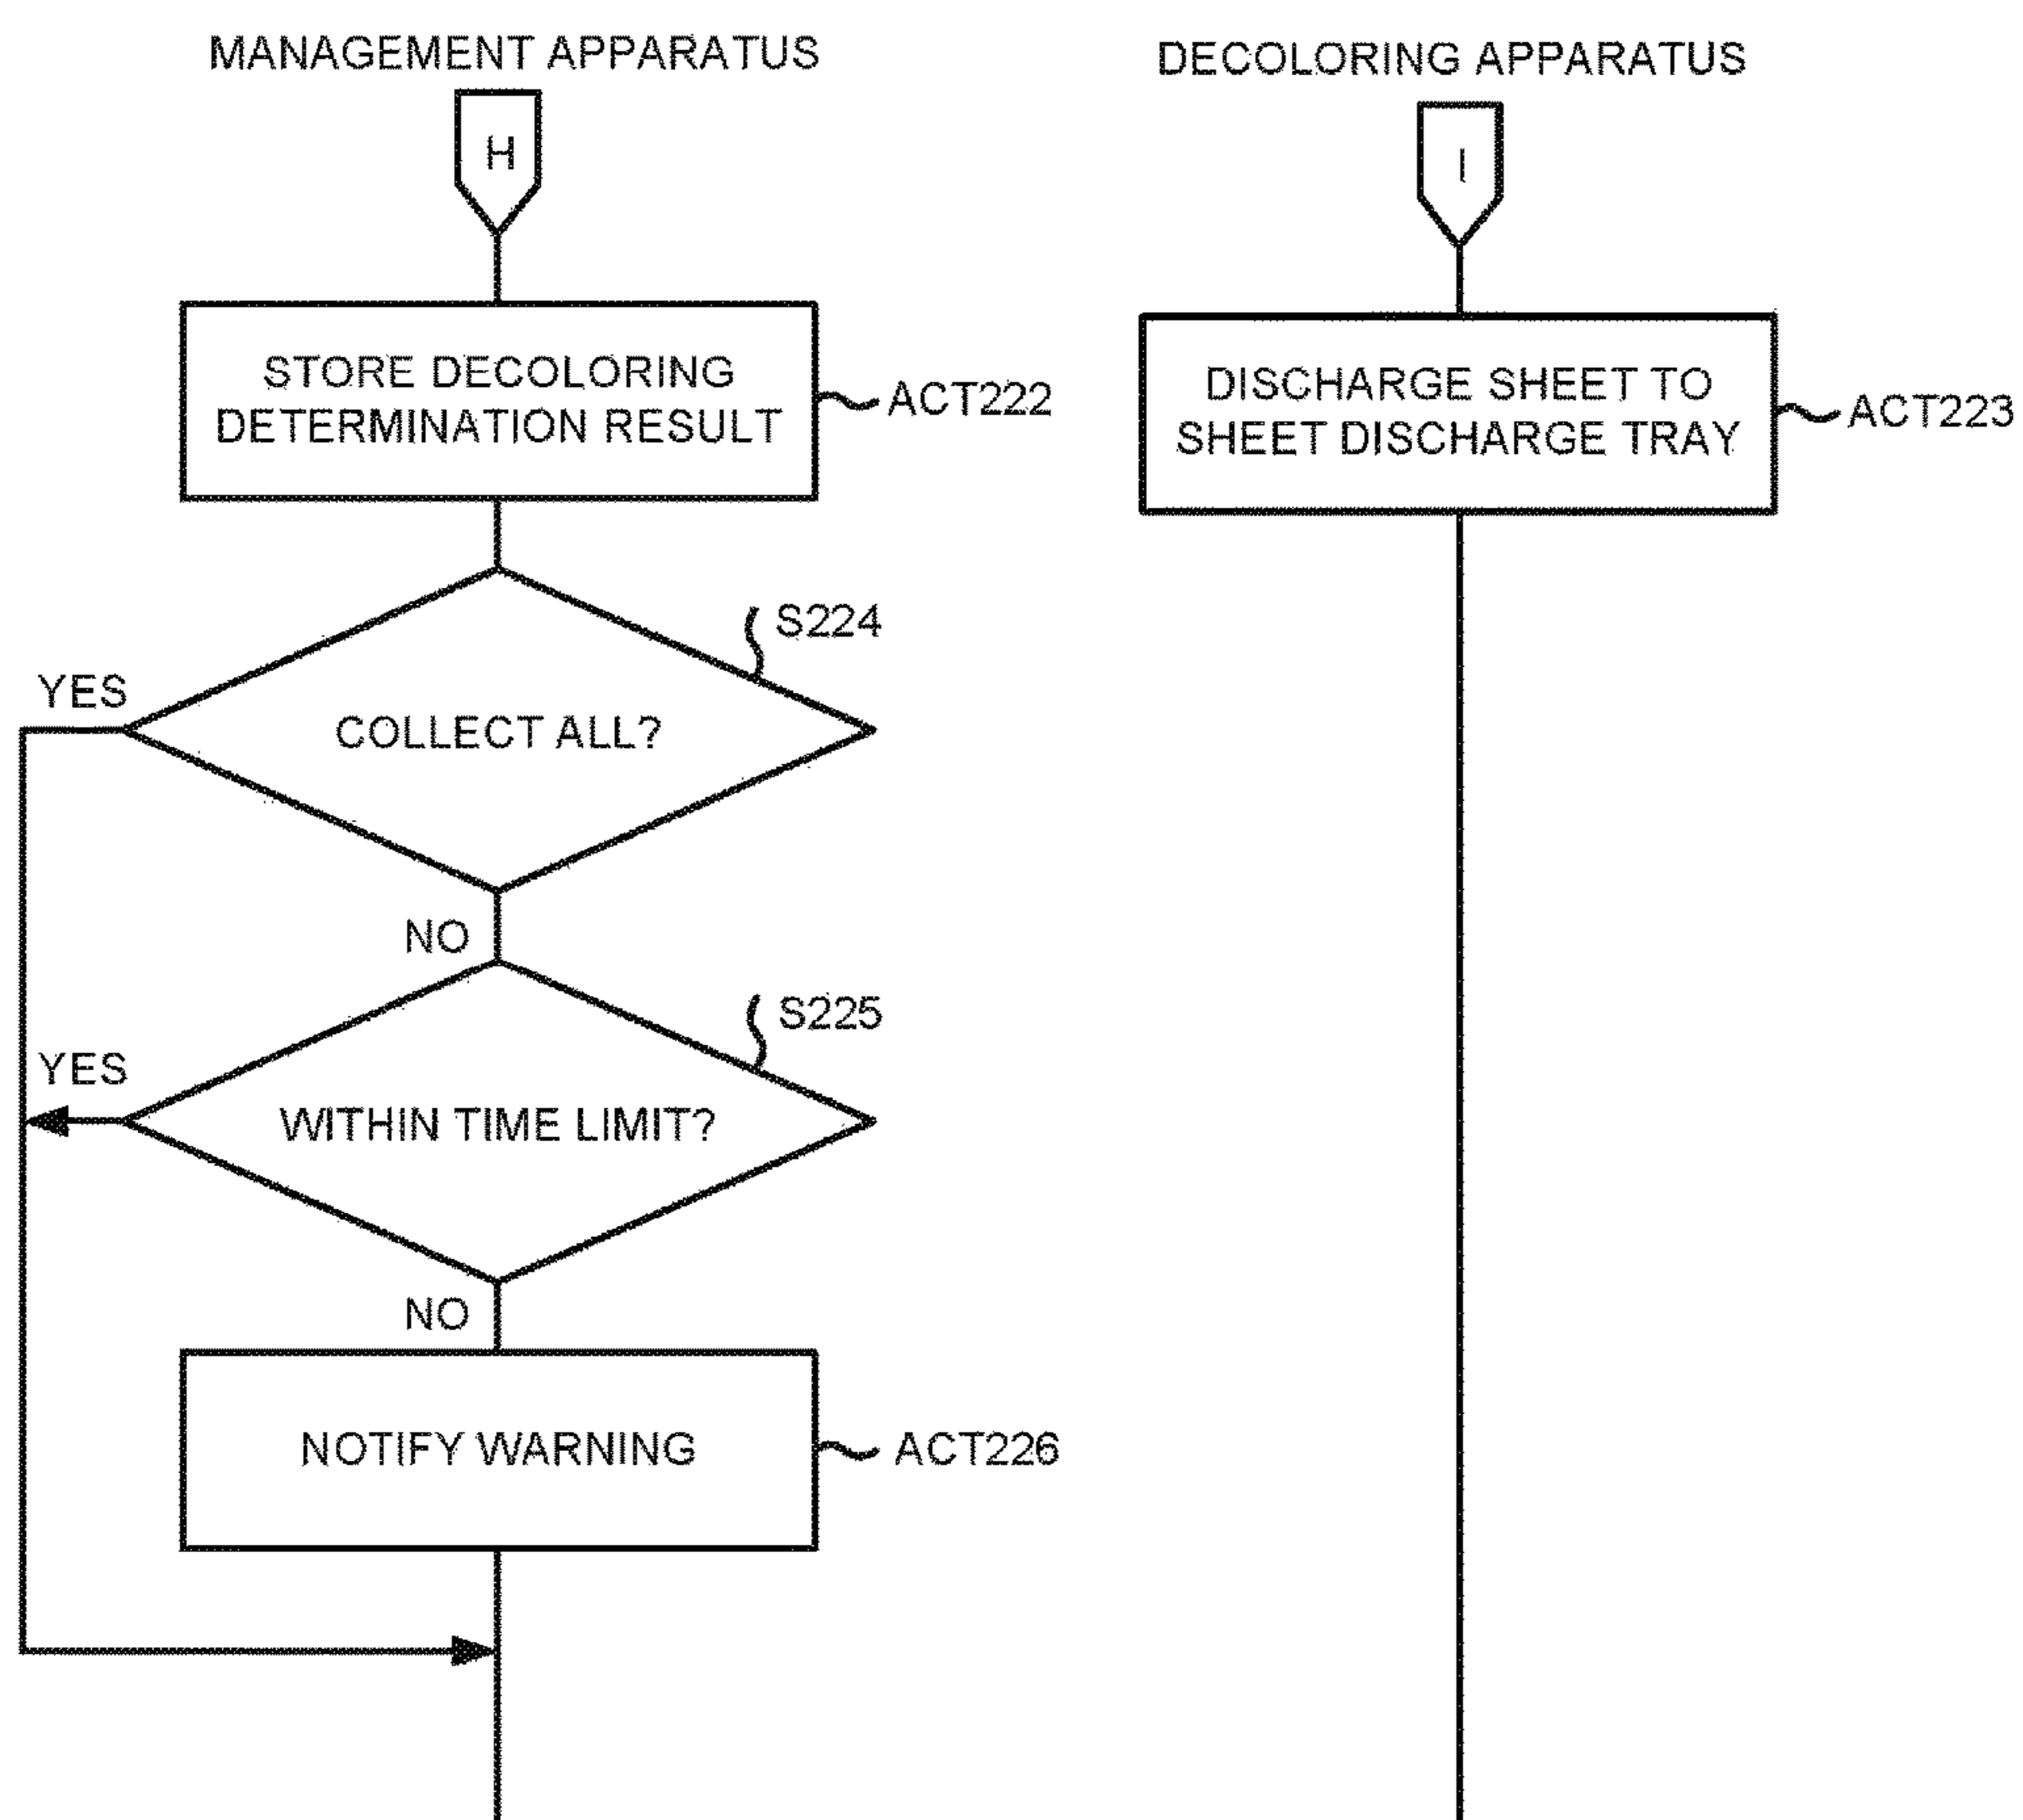 MANAGEMENT APPARATUS
H
STORE DECOLORING
DETERMINATION RESULT
ACT222
S224
YES
COLLECT ALL?
NO
S225
YES
WITHIN TIME LIMIT?
NO
NOTIFY WARNING
ACT226
DECOLORING APPARATUS
I
DISCHARGE SHEET TO
SHEET DISCHARGE TRAY
ACT223